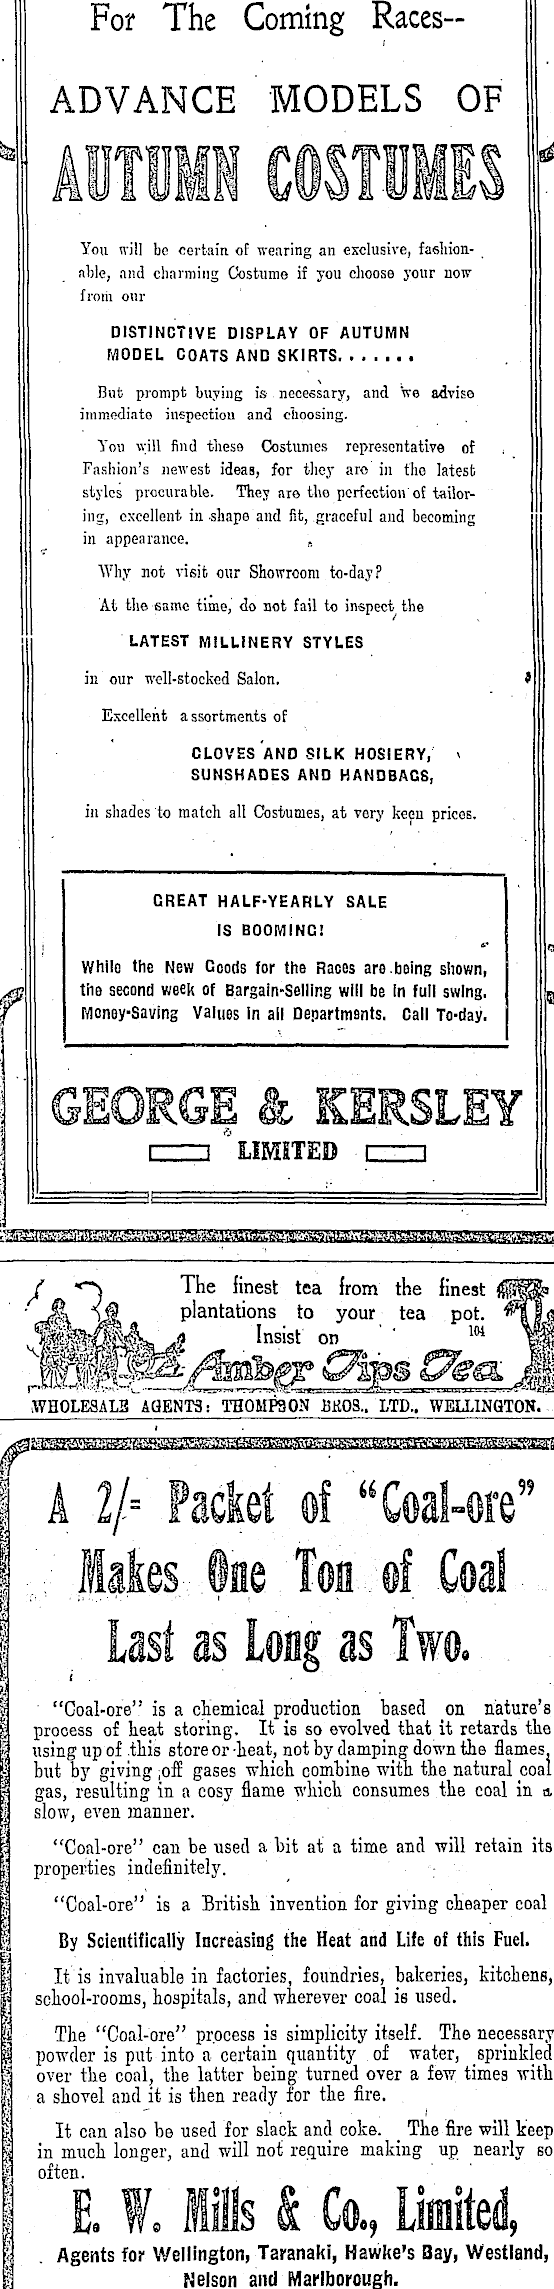 For The Coming Races--
ADVANCE MODELS OF
AUTUMN COSTUMES
You will be certain of wearing an exclusive, fashion-
able, and charming Costume if you choose your now
from our
DISTINCTIVE DISPLAY OF AUTUMN
MODEL COATS AND SKIRTS.......
But prompt buying is necessary, and we advise
immediate inspection and choosing.
You will find these Costumes representative of
Fashion's newest ideas, for they are in the latest
styles procurable. They are the perfection of tailor-
ing, excellent in shape and fit, graceful and becoming
in appearance.
Why not visit our Showroom to-day?
At the same time, do not fail to inspect the
LATEST MILLINERY STYLES
in our well-stocked Salon.
Excellent assortments of
GLOVES AND SILK HOSIERY,
SUNSHADES AND HANDBAGS,
in shades to match all Costumes, at very keen prices.
GREAT HALF-YEARLY SALE
IS BOOMING!
While the New Goods for the Races are being shown,
the second week of Bargain-Selling will be in full swing.
Money-Saving Values in all Departments. Call To-day.
GEORGE & KERSLEY
LIMITED
The finest tea from the finest
plantations to your tea pot.
Insist on 104
Amber Tips Tea
WHOLESALE AGENTS: THOMPSON BROS., LTD., WELLINGTON.
A 2/= Packet of "Coal-ore"
Makes One Ton of Coal
Last as Long as Two.
"Coal-ore" is a chemical production based on nature's
process of heat storing. It is so evolved that it retards the
using up of this store or heat, not by damping down the flames,
but by giving off gases which combine with the natural coal
gas, resulting in a cosy flame which consumes the coal in a
slow, even manner.
"Coal-ore" can be used a bit at a time and will retain its
properties indefinitely.
"Coal-ore" is a British invention for giving cheaper coal
By Scientifically Increasing the Heat and Life of this Fuel.
It is invaluable in factories, foundries, bakeries, kitchens,
school-rooms, hospitals, and wherever coal is used.
The "Coal-ore" process is simplicity itself. The necessary
powder is put into a certain quantity of water, sprinkled
over the coal, the latter being turned over a few times with
a shovel and it is then ready for the fire.
It can also be used for slack and coke. The fire will keep
in much longer, and will not require making up nearly so
often.
E. W. Mills & Co., Limited,
Agents for Wellington, Taranaki, Hawke's Bay, Westland,
Nelson and Marlborough.